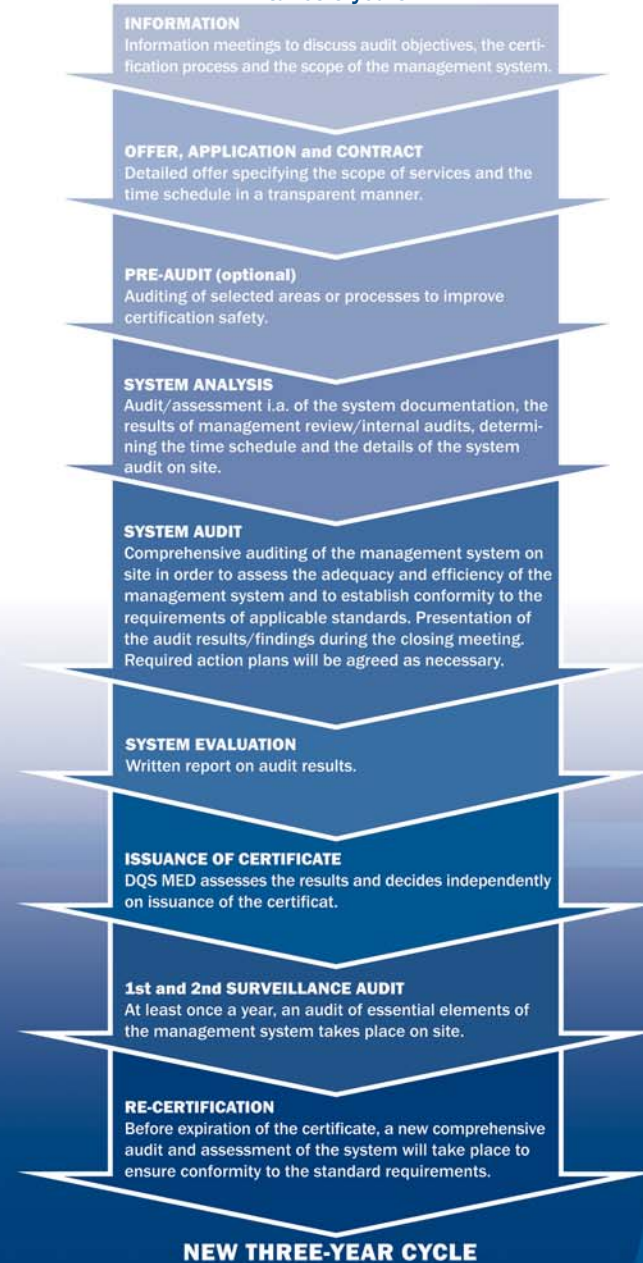 INFORMATION
Information meetings to discuss audit objectives, the certi-
fication process and the scope of the management system.
OFFER, APPLICATION and CONTRACT
Detailed offer specifying the scope of services and the
time schedule in a transparent manner.
PRE-AUDIT (optional)
Auditing of selected areas or processes to improve
certification safety.
SYSTEM ANALYSIS
Audit/assessment i.a. of the system documentation, the
results of management review/internal audits, determi-
ning the time schedule and the details of the system
audit on site.
SYSTEM AUDIT
Comprehensive auditing of the management system on
site in order to assess the adequacy and efficiency of the
management system and to establish conformity to the
requirements of applicable standards. Presentation of
the audit results/findings during the closing meeting.
Required action plans will be agreed as necessary.
SYSTEM EVALUATION
Written report on audit results.
ISSUANCE OF CERTIFICATE
DQS MED assesses the results and decides independently
on issuance of the certificat.
1st and 2nd SURVEILLANCE AUDIT
At least once a year, an audit of essential elements of
the management system takes place on site.
RE-CERTIFICATION
Before expiration of the certificate, a new comprehensive
audit and assessment of the system will take place to
ensure conformity to the standard requirements.
NEW THREE-YEAR CYCLE